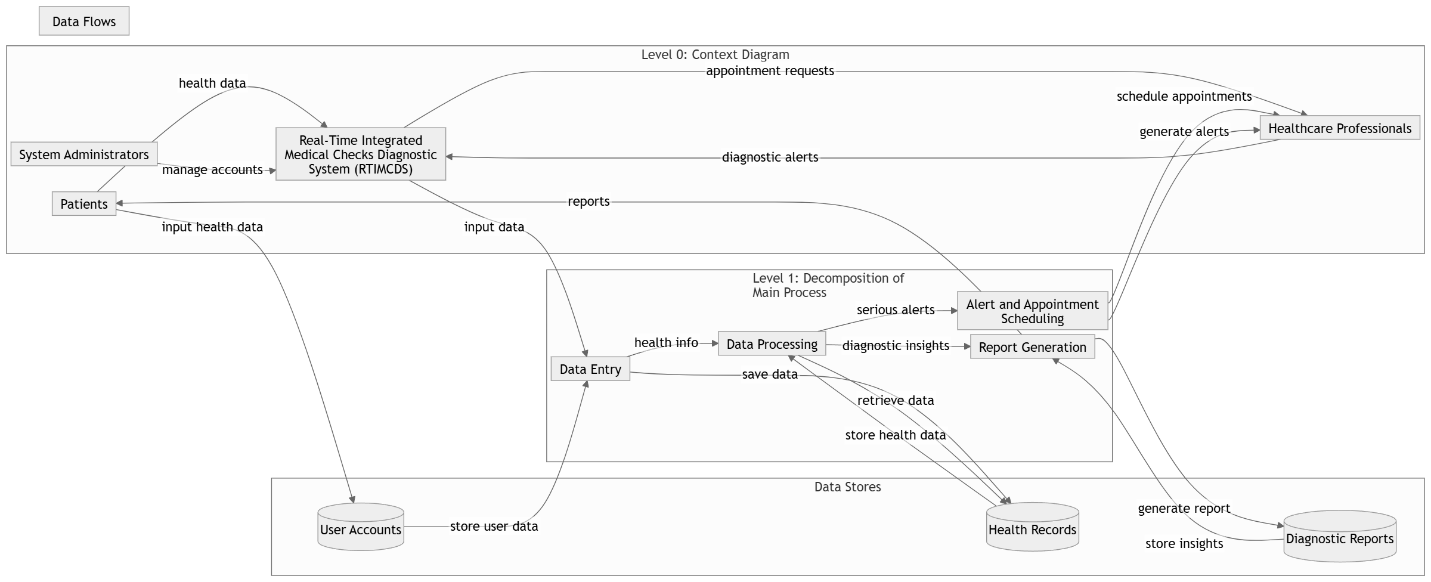 Data Flows
Level 0: Context Diagram
appointment requests
health data
schedule appointments
Healthcare Professionals
generate alerts
Real-Time Integrated
Medical Checks Diagnostic
System (RTIMCDS)
System Administrators
diagnostic alerts
manage accounts
Patients
reports
input health data
input data
Level 1: Decomposition of
Main Process
Alert and Appointment
Scheduling
serious alerts
health info
Data Processing
diagnostic insights
Report Generation
Data Entry
save data
retrieve data
store health data
Data Stores
generate report
User Accounts
store user data
Health Records
Diagnostic Reports
store insights